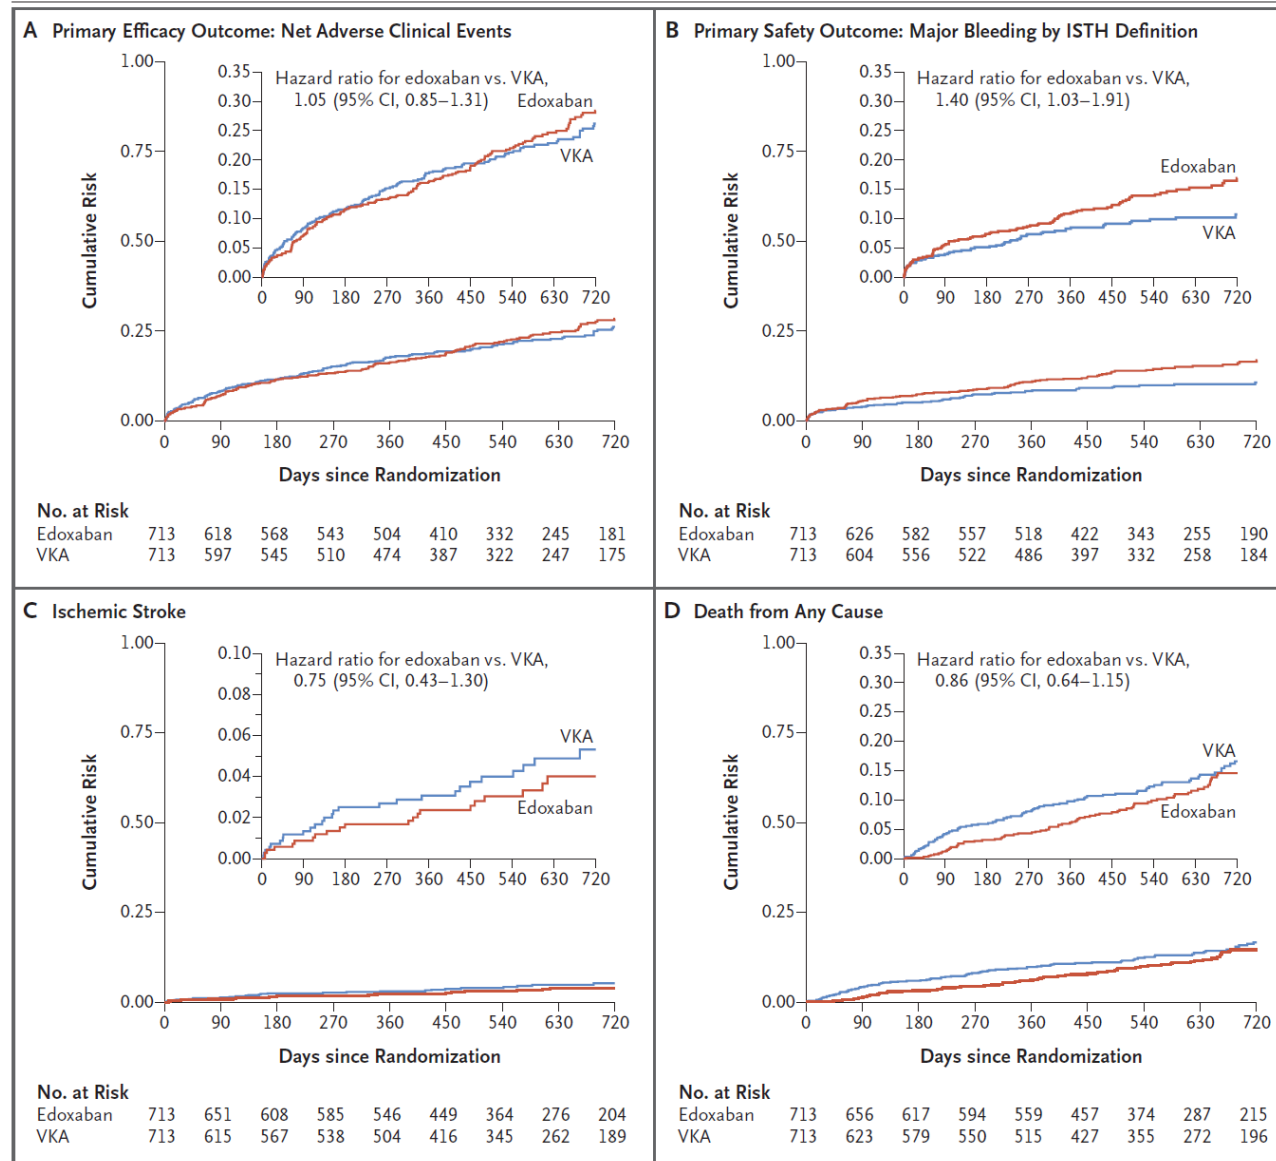 A Primary Efficacy Outcome: Net Adverse Clinical Events
1.00
0.75
0.50
0.25
0.00
Cumulative Risk
0.35
0.30
0.25
0.20
0.15
0.10
0.05
0.00
Hazard ratio for edoxaban vs. VKA,
1.05 (95% CI, 0.85–1.31)
Edoxaban
VKA
0 90 180 270 360 450 540 630 720
0 90 180 270 360 450 540 630 720
Days since Randomization
No. at Risk
Edoxaban 713 618 568 543 504 410 332 245 181
VKA 713 597 545 510 474 387 322 247 175
B Primary Safety Outcome: Major Bleeding by ISTH Definition
1.00
0.75
0.50
0.25
0.00
Cumulative Risk
0.35
0.30
0.25
0.20
0.15
0.10
0.05
0.00
Hazard ratio for edoxaban vs. VKA,
1.40 (95% CI, 1.03–1.91)
Edoxaban
VKA
0 90 180 270 360 450 540 630 720
0 90 180 270 360 450 540 630 720
Days since Randomization
No. at Risk
Edoxaban 713 626 582 557 518 422 343 255 190
VKA 713 604 556 522 486 397 332 258 184
C Ischemic Stroke
1.00
0.75
0.50
0.25
0.00
Cumulative Risk
0.10
0.08
0.06
0.04
0.02
0.00
Hazard ratio for edoxaban vs. VKA,
0.75 (95% CI, 0.43–1.30)
VKA
Edoxaban
0 90 180 270 360 450 540 630 720
0 90 180 270 360 450 540 630 720
Days since Randomization
No. at Risk
Edoxaban 713 651 608 585 546 449 364 276 204
VKA 713 615 567 538 504 416 345 262 189
D Death from Any Cause
1.00
0.75
0.50
0.25
0.00
Cumulative Risk
0.35
0.30
0.25
0.20
0.15
0.10
0.05
0.00
Hazard ratio for edoxaban vs. VKA,
0.86 (95% CI, 0.64–1.15)
VKA
Edoxaban
0 90 180 270 360 450 540 630 720
0 90 180 270 360 450 540 630 720
Days since Randomization
No. at Risk
Edoxaban 713 656 617 594 559 457 374 287 215
VKA 713 623 579 550 515 427 355 272 196